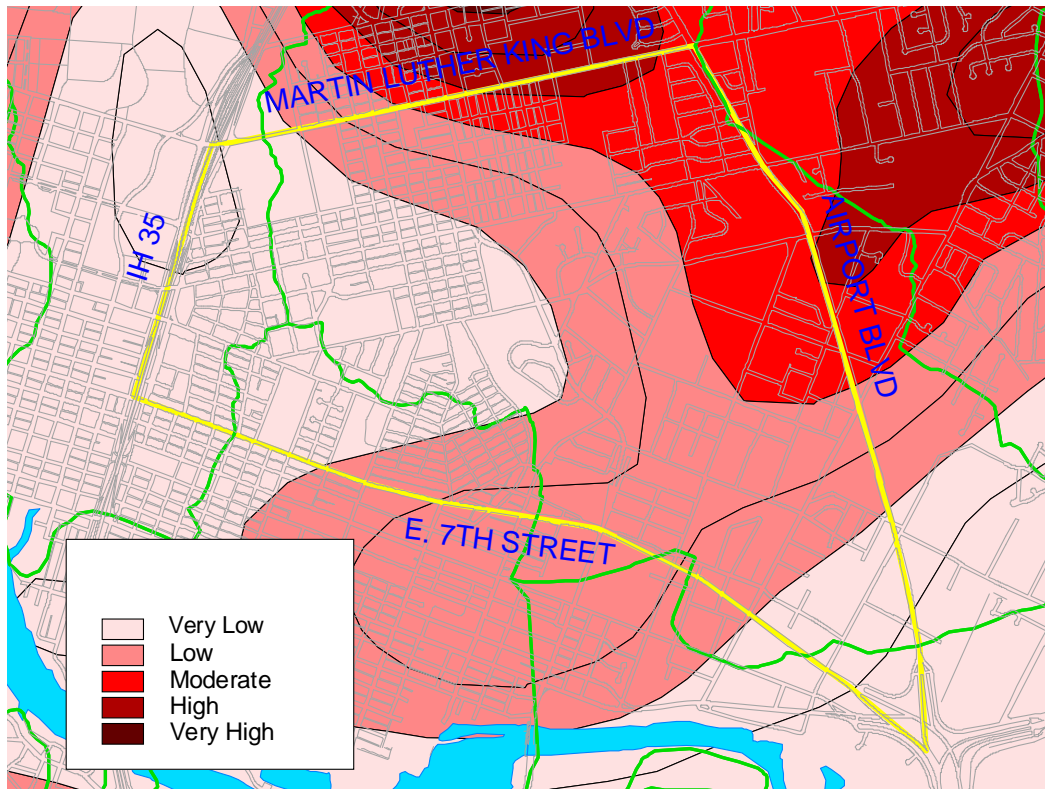 MARTIN LUTHER KING BLVD
IH 35
AIRPORT BLVD
E. 7TH STREET
Very Low
Low
Moderate
High
Very High